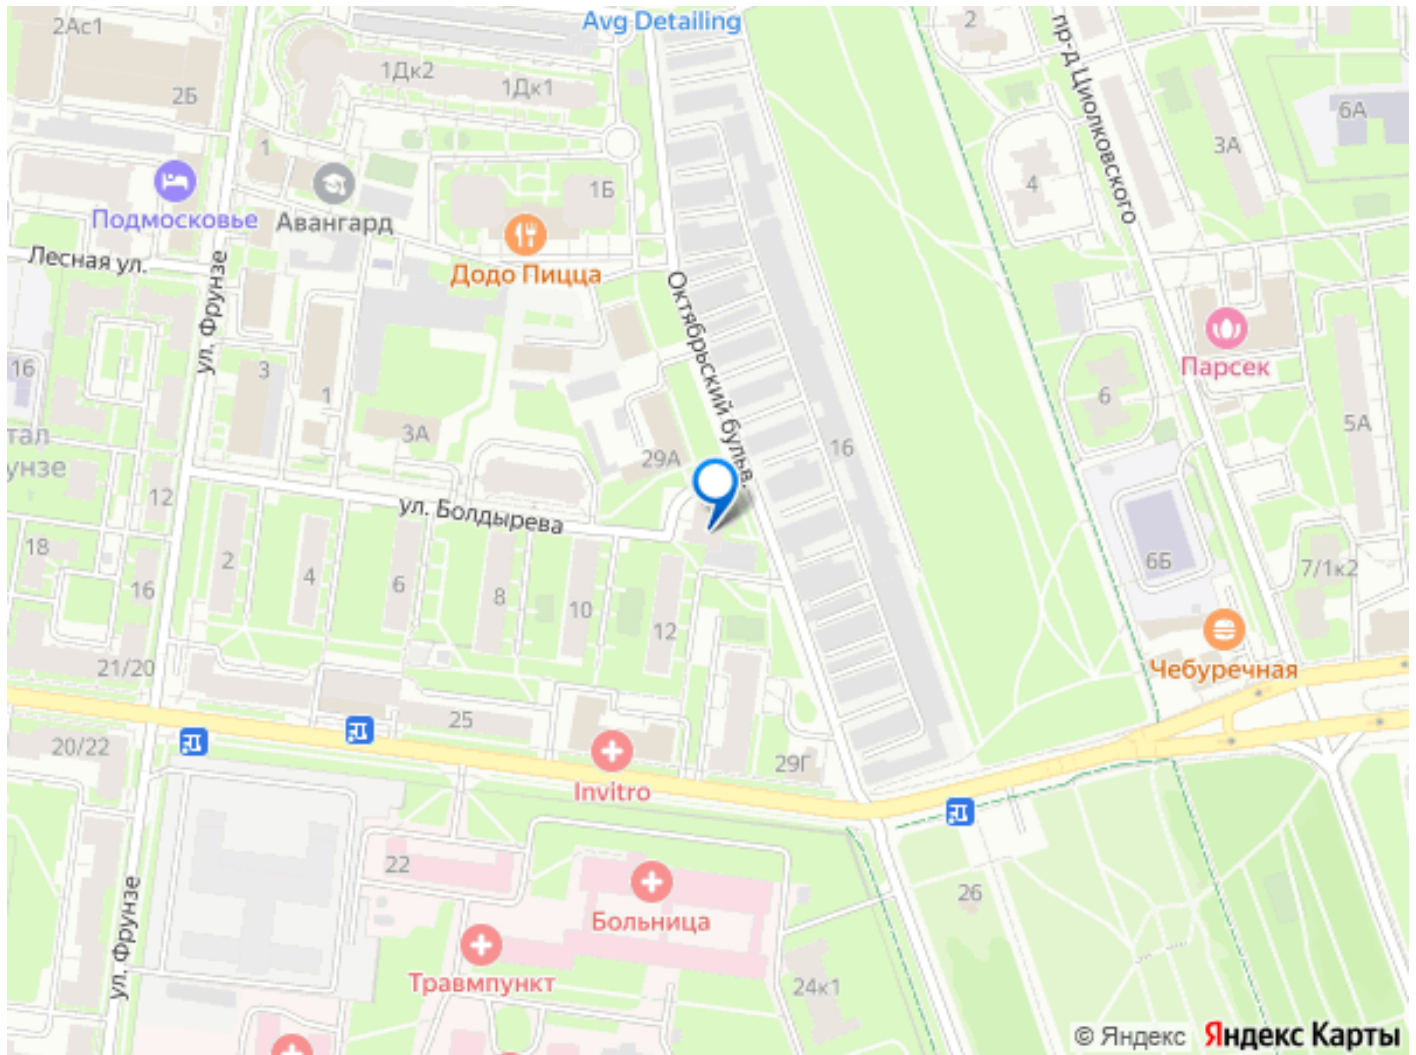 Avg Detailing
2Ас1
2
1Дк2
1Дк1
2Б
6А
пр-д Циолковского
1
3А
4
1Б
Подмосковье
Авангард
Додо Пицца
Лесная ул.
ул. Фрунзе
Октябрьский бульв.
Парсек
16
3
1
6
3А
29А
16
5А
тал
унзе
12
ул. Болдырева
18
2
4
6
8
10
12
16
6Б
7/1к2
21/20
Чебуречная
25
20/22
29Г
Invitro
22
Больница
26
ул. Фрунзе
Травмпункт
24к1
© Яндекс Яндекс Карты